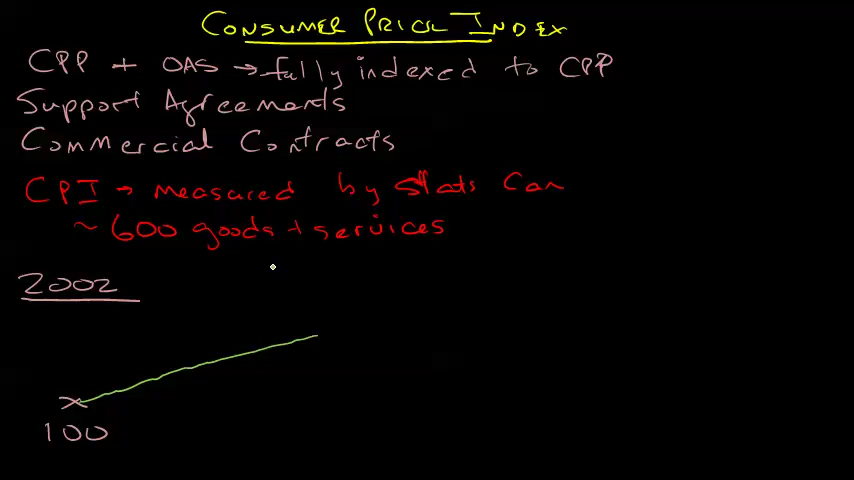 CONSUMER PRICE INDEX
CPP + OAS → fully indexed to CPP
Support Agreements
Commercial Contracts
CPI → measured by Stats Can
~ 600 goods + services
2002
100